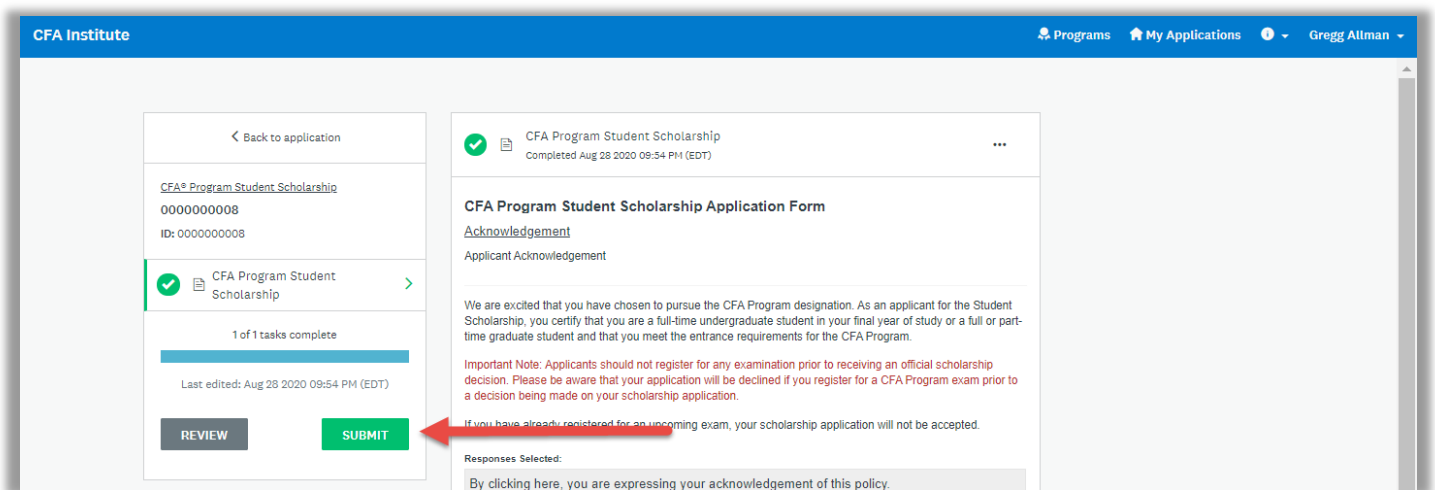 CFA Institute
Programs
My Applications
Gregg Allman
Back to application
CFA® Program Student Scholarship
0000000008
ID: 0000000008
CFA Program Student
Scholarship
1 of 1 tasks complete
Last edited: Aug 28 2020 09:54 PM (EDT)
REVIEW
SUBMIT
CFA Program Student Scholarship
Completed Aug 28 2020 09:54 PM (EDT)
CFA Program Student Scholarship Application Form
Acknowledgement
Applicant Acknowledgement
We are excited that you have chosen to pursue the CFA Program designation. As an applicant for the Student
Scholarship, you certify that you are a full-time undergraduate student in your final year of study or a full or part-
time graduate student and that you meet the entrance requirements for the CFA Program.
Important Note: Applicants should not register for any examination prior to receiving an official scholarship
decision. Please be aware that your application will be declined if you register for a CFA Program exam prior to
a decision being made on your scholarship application.
If you have already registered for an upcoming exam, your scholarship application will not be accepted.
Responses Selected:
By clicking here, you are expressing your acknowledgement of this policy.